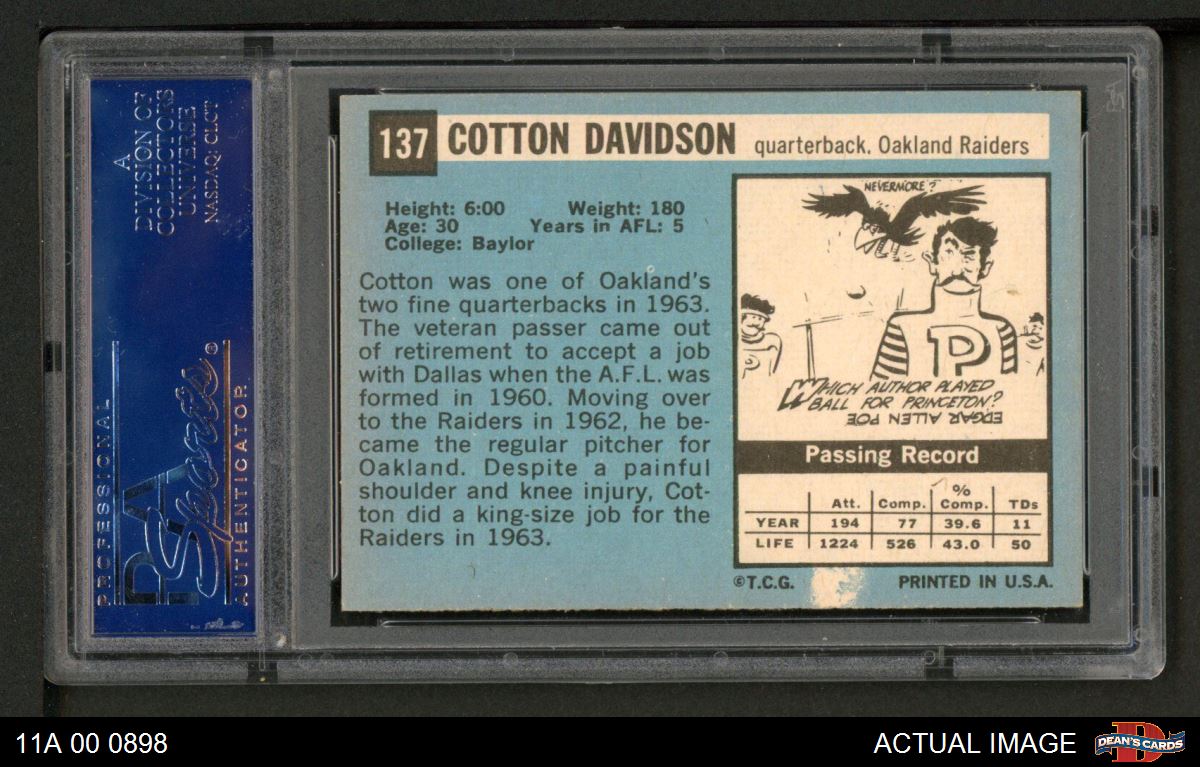 A
DIVISION OF
COLLECTORS
UNIVERSE
NASDAQ: CLCT
PROFESSIONAL
PSA
Sports®
AUTHENTICATOR
137 COTTON DAVIDSON quarterback, Oakland Raiders
Height: 6:00 Weight: 180
Age: 30 Years in AFL: 5
College: Baylor
Cotton was one of Oakland's
two fine quarterbacks in 1963.
The veteran passer came out
of retirement to accept a job
with Dallas when the A.F.L. was
formed in 1960. Moving over
to the Raiders in 1962, he be-
came the regular pitcher for
Oakland. Despite a painful
shoulder and knee injury, Cot-
ton did a king-size job for the
Raiders in 1963.
NEVERMORE?
P
WHICH AUTHOR PLAYED
BALL FOR PRINCETON?
EDGAR ALLEN POE
Passing Record
Att. Comp. % Comp. TDs
YEAR 194 77 39.6 11
LIFE 1224 526 43.0 50
©T.C.G. PRINTED IN U.S.A.
11A 00 0898
ACTUAL IMAGE
D
DEAN'S CARDS